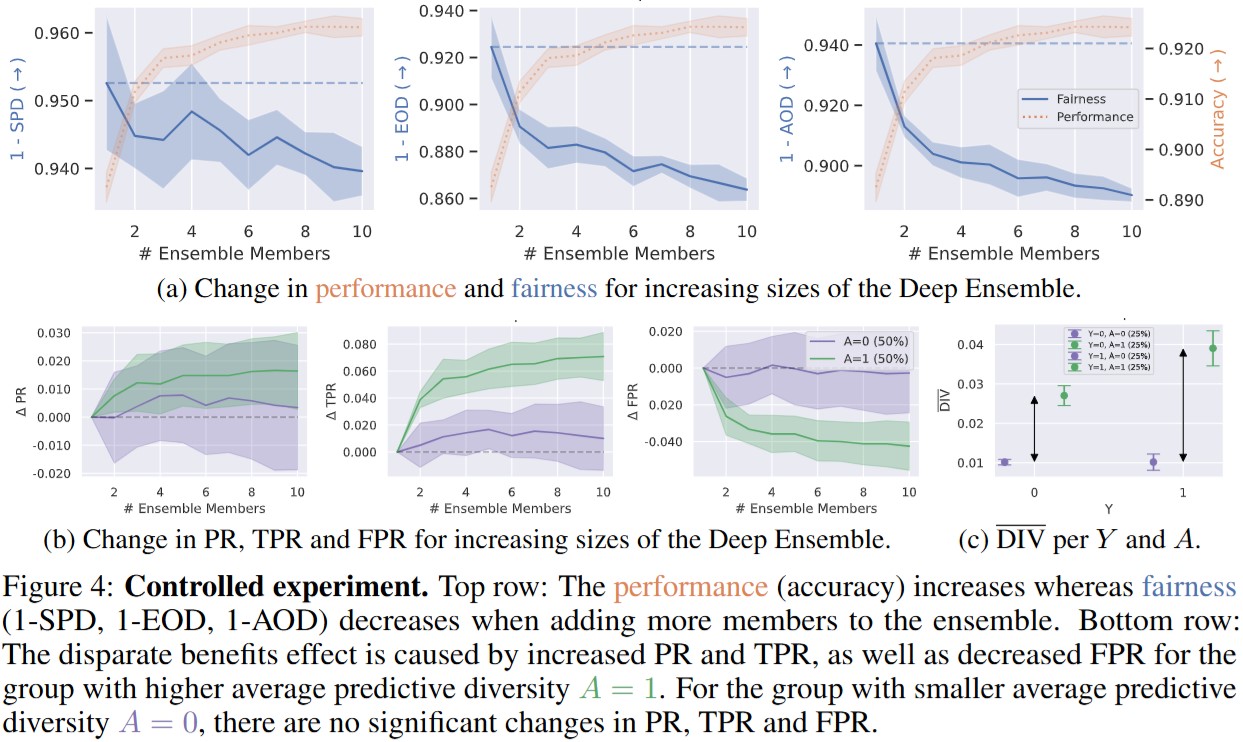 0.960
0.950
0.940
1 - SPD (→)
2 4 6 8 10
# Ensemble Members
0.940
0.920
0.900
0.880
0.860
1 - EOD (→)
2 4 6 8 10
# Ensemble Members
0.940
0.920
0.900
1 - AOD (→)
Fairness
Performance
0.920
0.910
0.900
0.890
Accuracy (→)
2 4 6 8 10
# Ensemble Members
(a) Change in performance and fairness for increasing sizes of the Deep Ensemble.
0.030
0.020
0.010
0.000
-0.010
-0.020
Δ PR
2 4 6 8 10
# Ensemble Members
0.080
0.060
0.040
0.020
0.000
Δ TPR
2 4 6 8 10
# Ensemble Members
0.020
0.000
0.020
-0.040
Δ FPR
A=0 (50%)
A=1 (50%)
2 4 6 8 10
# Ensemble Members
0.04
0.03
0.02
0.01
DIV
Y=0, A=0 (25%)
Y=0, A=1 (25%)
Y=1, A=0 (25%)
Y=1, A=1 (25%)
0 1
Y
(b) Change in PR, TPR and FPR for increasing sizes of the Deep Ensemble.
(c) DIV per Y and A.
Figure 4: Controlled experiment. Top row: The performance (accuracy) increases whereas fairness
(1-SPD, 1-EOD, 1-AOD) decreases when adding more members to the ensemble. Bottom row:
The disparate benefits effect is caused by increased PR and TPR, as well as decreased FPR for the
group with higher average predictive diversity A = 1. For the group with smaller average predictive
diversity A = 0, there are no significant changes in PR, TPR and FPR.